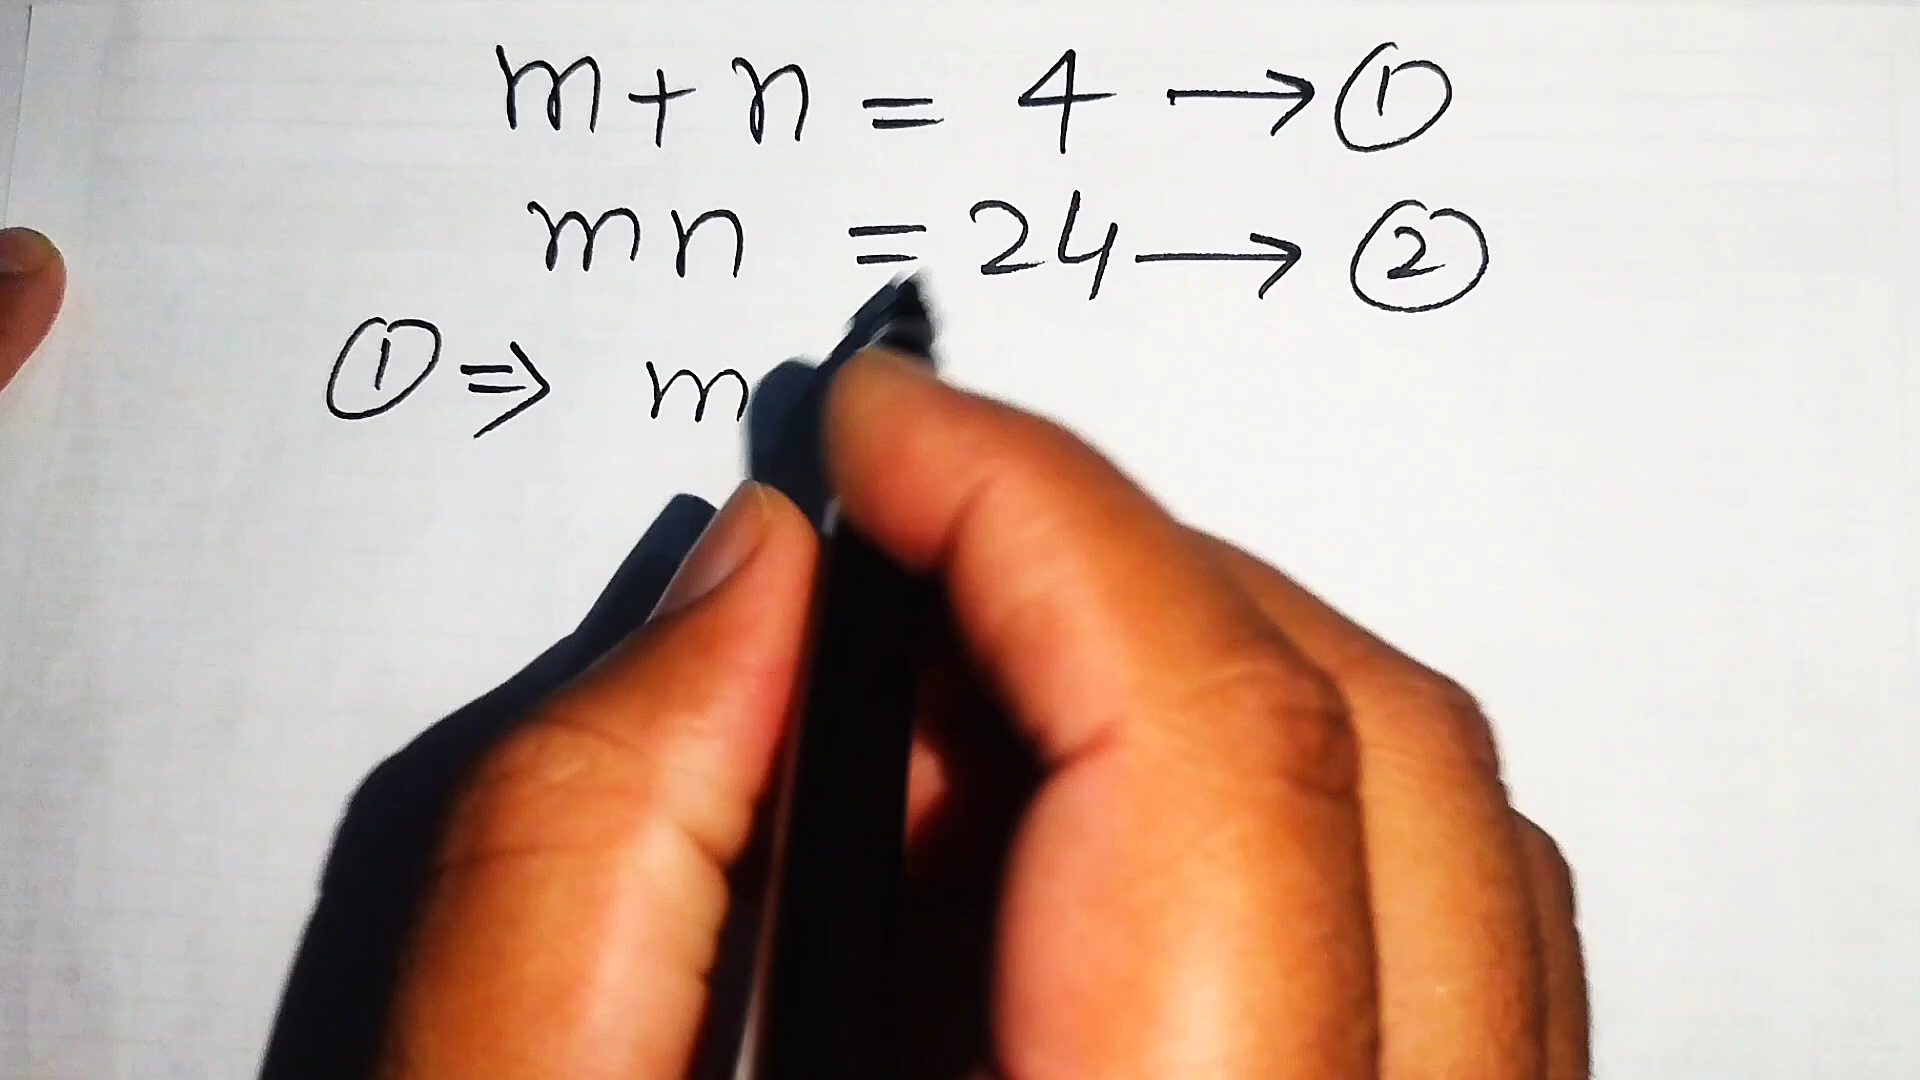 m + n = 4 → ①
mn = 24 → ②
① ⇒ m